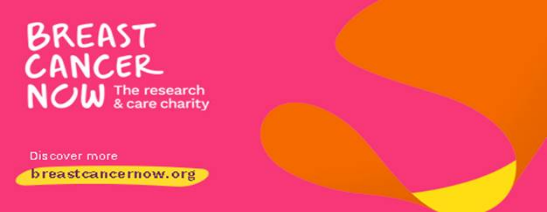 BREAST
CANCER
NOW The research
& care charity
Discover more
breastcancernow.org